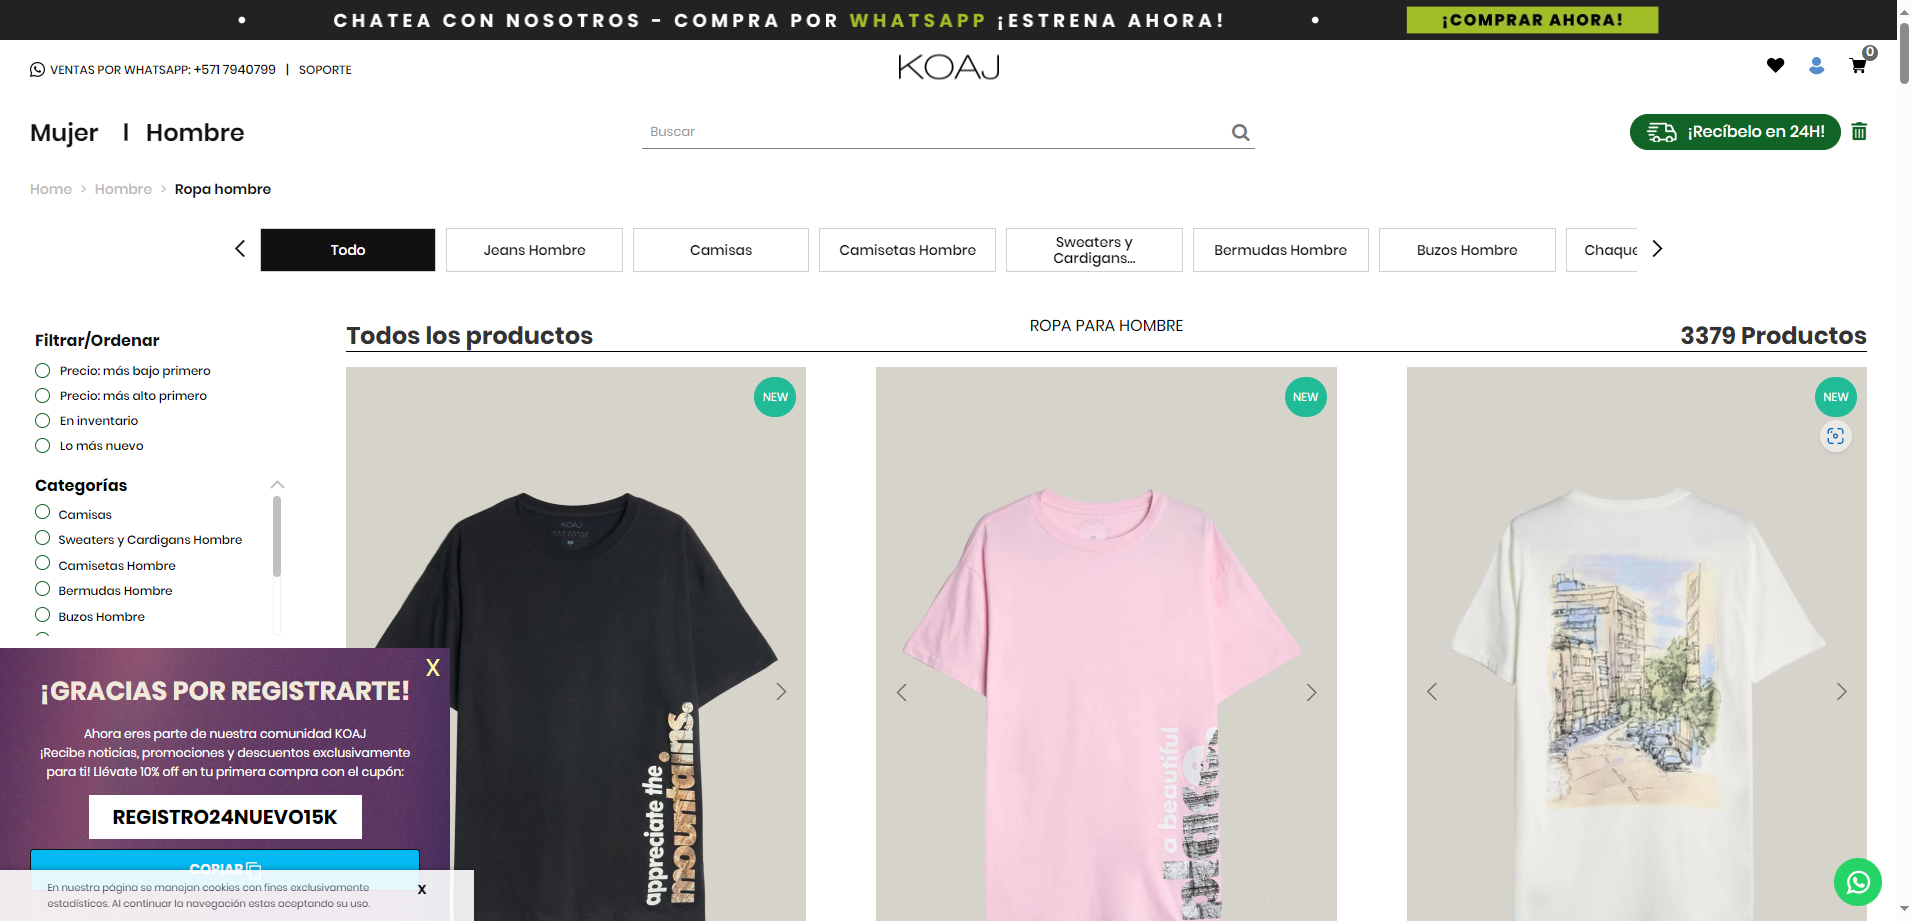 CHATEA CON NOSOTROS - COMPRA POR WHATSAPP ¡ESTRENA AHORA!
¡COMPRAR AHORA!
VENTAS POR WHATSAPP: +571 7940799 | SOPORTE
KOAJ
0
Mujer | Hombre
Buscar
¡Recíbelo en 24H!
Home > Hombre > Ropa hombre
Todo
Jeans Hombre
Camisas
Camisetas Hombre
Sweaters y
Cardigans...
Bermudas Hombre
Buzos Hombre
Chaque
Filtrar/Ordenar
Precio: más bajo primero
Precio: más alto primero
En inventario
Lo más nuevo
Categorías
Camisas
Sweaters y Cardigans Hombre
Camisetas Hombre
Bermudas Hombre
Buzos Hombre
Todos los productos
ROPA PARA HOMBRE
3379 Productos
NEW
NEW
NEW
KOAJ
appreciate the
mountains.
KOAJ
a beautiful
X
¡GRACIAS POR REGISTRARTE!
Ahora eres parte de nuestra comunidad KOAJ
¡Recibe noticias, promociones y descuentos exclusivamente
para ti! Llévate 10% off en tu primera compra con el cupón:
REGISTRO24NUEVO15K
COPIAR
En nuestra página se manejan cookies con fines exclusivamente
estadísticos. Al continuar la navegación estas aceptando su uso.
X